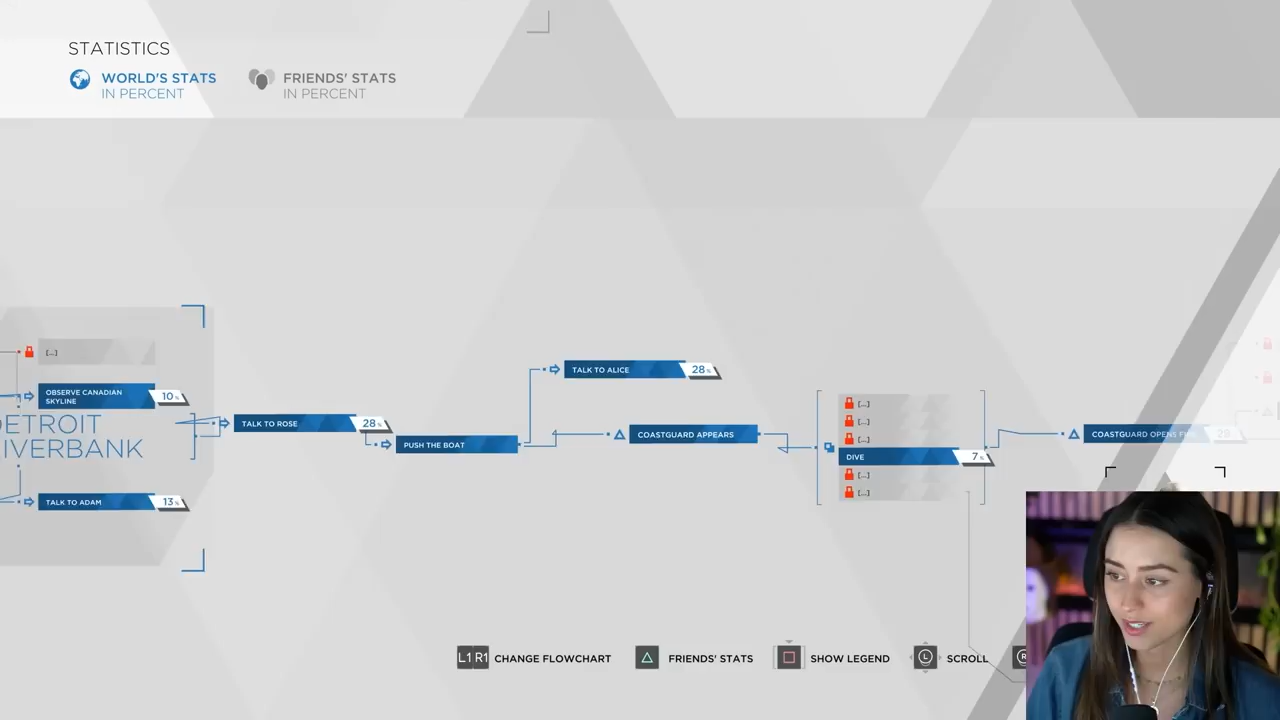 STATISTICS
WORLD'S STATS
IN PERCENT
FRIENDS' STATS
IN PERCENT
[...]
OBSERVE CANADIAN
SKYLINE
10%
ETROIT
IVERBANK
TALK TO ADAM
13%
TALK TO ROSE
28%
PUSH THE BOAT
TALK TO ALICE
28%
COASTGUARD APPEARS
[...]
[...]
[...]
DIVE
7%
[...]
[...]
COASTGUARD OPENS FIRE
29
L1 R1 CHANGE FLOWCHART
FRIENDS' STATS
SHOW LEGEND
L SCROLL
R